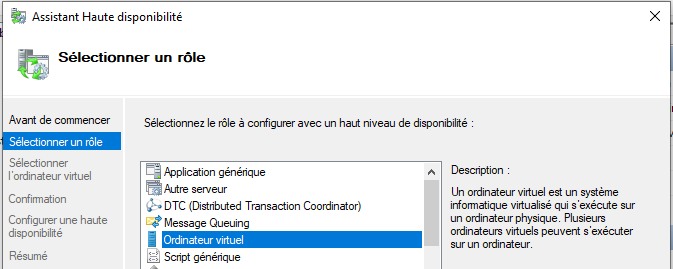 Assistant Haute disponibilité
Sélectionner un rôle
Avant de commencer
Sélectionner un rôle
Sélectionner
l'ordinateur virtuel
Confirmation
Configurer une haute
disponibilité
Résumé
Sélectionnez le rôle à configurer avec un haut niveau de disponibilité :
Application générique
Autre serveur
DTC (Distributed Transaction Coordinator)
Message Queuing
Ordinateur virtuel
Script générique
Description :
Un ordinateur virtuel est un système
informatique virtualisé qui s'exécute sur
un ordinateur physique. Plusieurs
ordinateurs virtuels peuvent s'exécuter
sur un ordinateur.